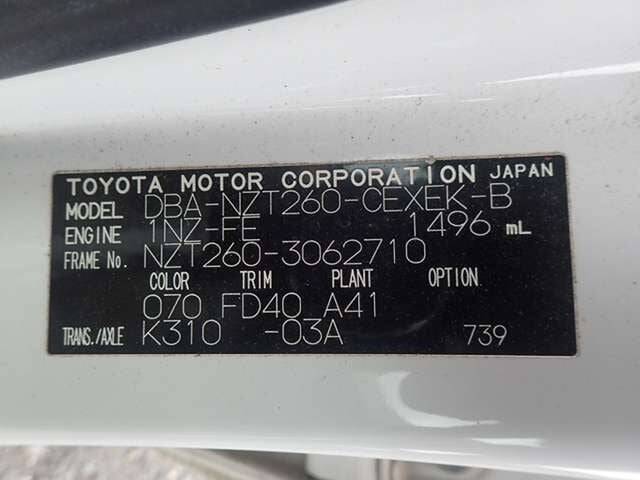 TOYOTA MOTOR CORPORATION JAPAN
MODEL DBA-NZT260-CEXEK-B
ENGINE 1NZ-FE 1496 mL
FRAME No. NZT260-3062710
COLOR TRIM PLANT OPTION
070 FD40 A41
TRANS./AXLE K310 -03A 739